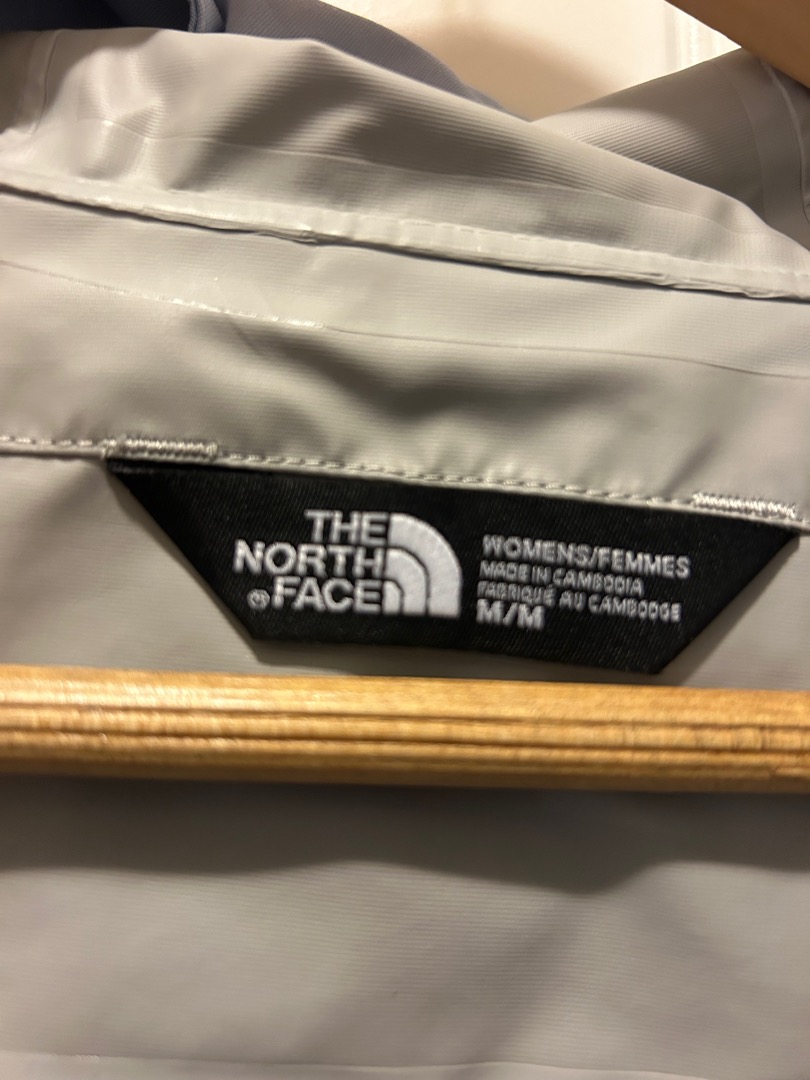 THE
NORTH
FACE
WOMENS/FEMMES
MADE IN CAMBODIA
FABRIQUÉ AU CAMBODGE
M/M